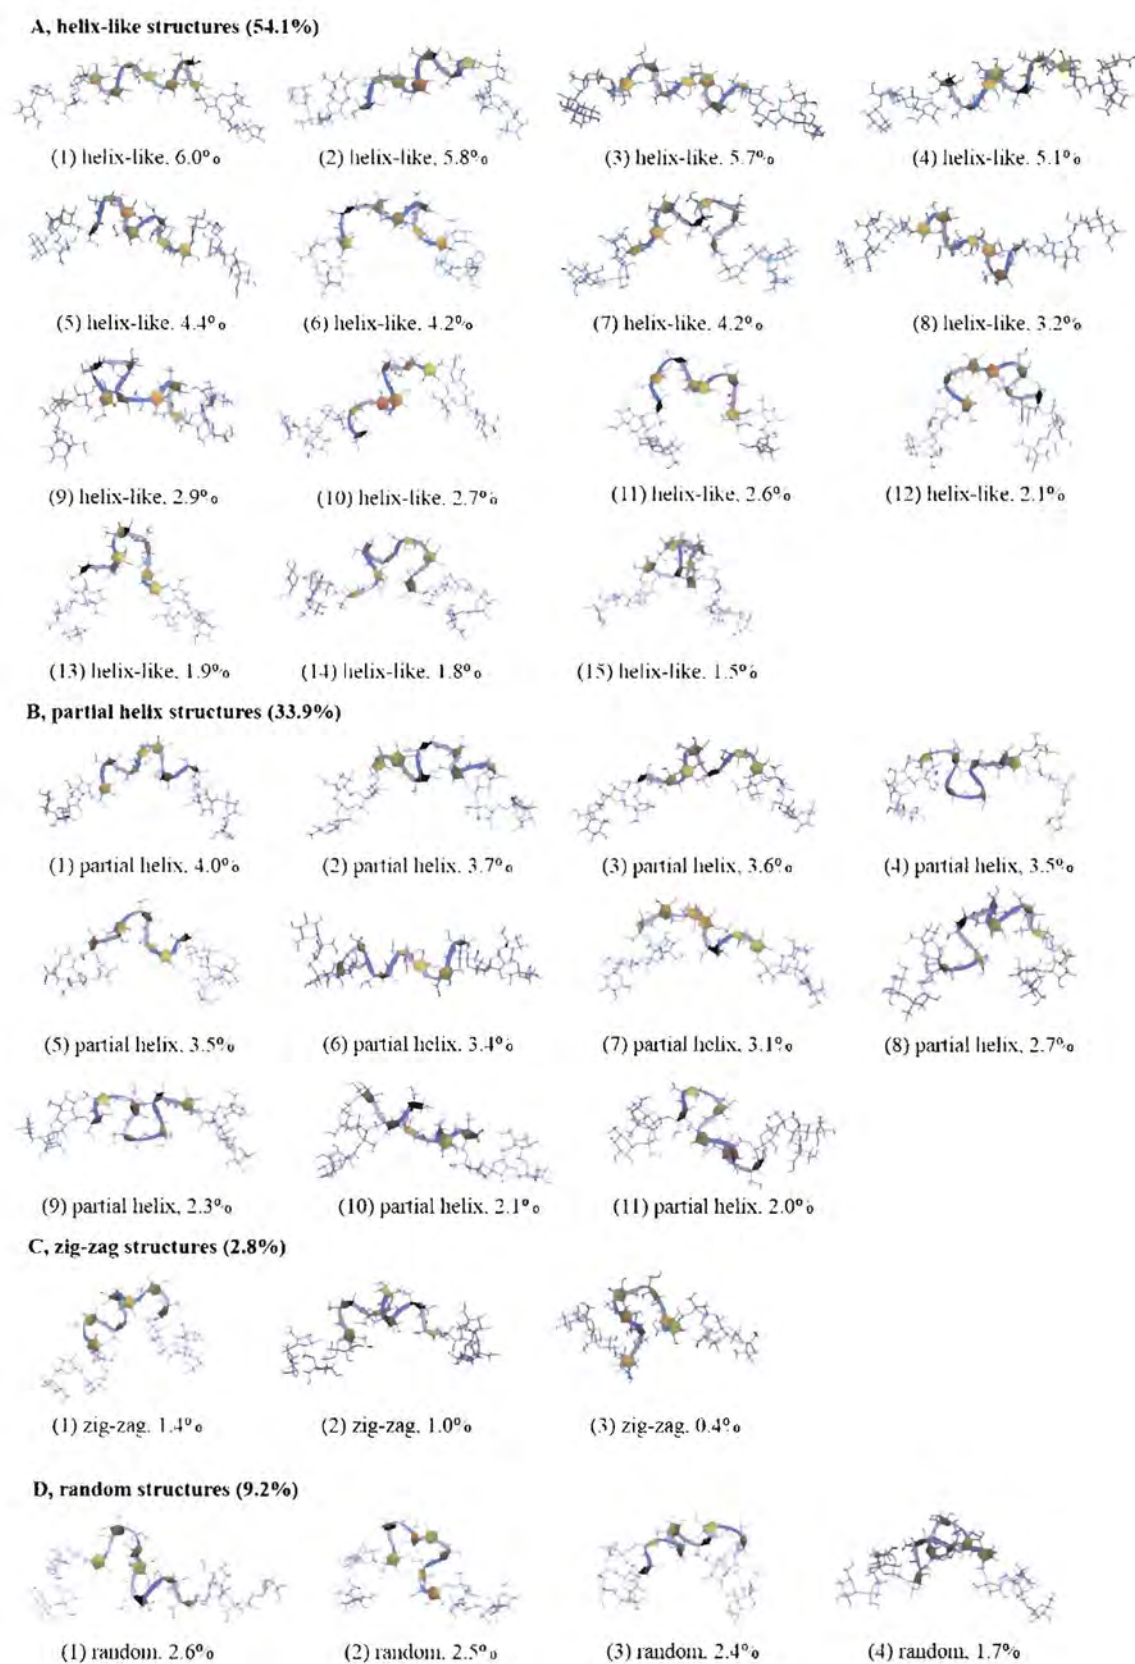 A, helix-like structures (54.1%)
(1) helix-like, 6.0% (2) helix-like, 5.8% (3) helix-like, 5.7% (4) helix-like, 5.1%
(5) helix-like, 4.4% (6) helix-like, 4.2% (7) helix-like, 4.2% (8) helix-like, 3.2%
(9) helix-like, 2.9% (10) helix-like, 2.7% (11) helix-like, 2.6% (12) helix-like, 2.1%
(13) helix-like, 1.9% (14) helix-like, 1.8% (15) helix-like, 1.5%
B, partial helix structures (33.9%)
(1) partial helix, 4.0% (2) partial helix, 3.7% (3) partial helix, 3.6% (4) partial helix, 3.5%
(5) partial helix, 3.5% (6) partial helix, 3.4% (7) partial helix, 3.1% (8) partial helix, 2.7%
(9) partial helix, 2.3% (10) partial helix, 2.1% (11) partial helix, 2.0%
C, zig-zag structures (2.8%)
(1) zig-zag, 1.4% (2) zig-zag, 1.0% (3) zig-zag, 0.4%
D, random structures (9.2%)
(1) random, 2.6% (2) random, 2.5% (3) random, 2.4% (4) random, 1.7%